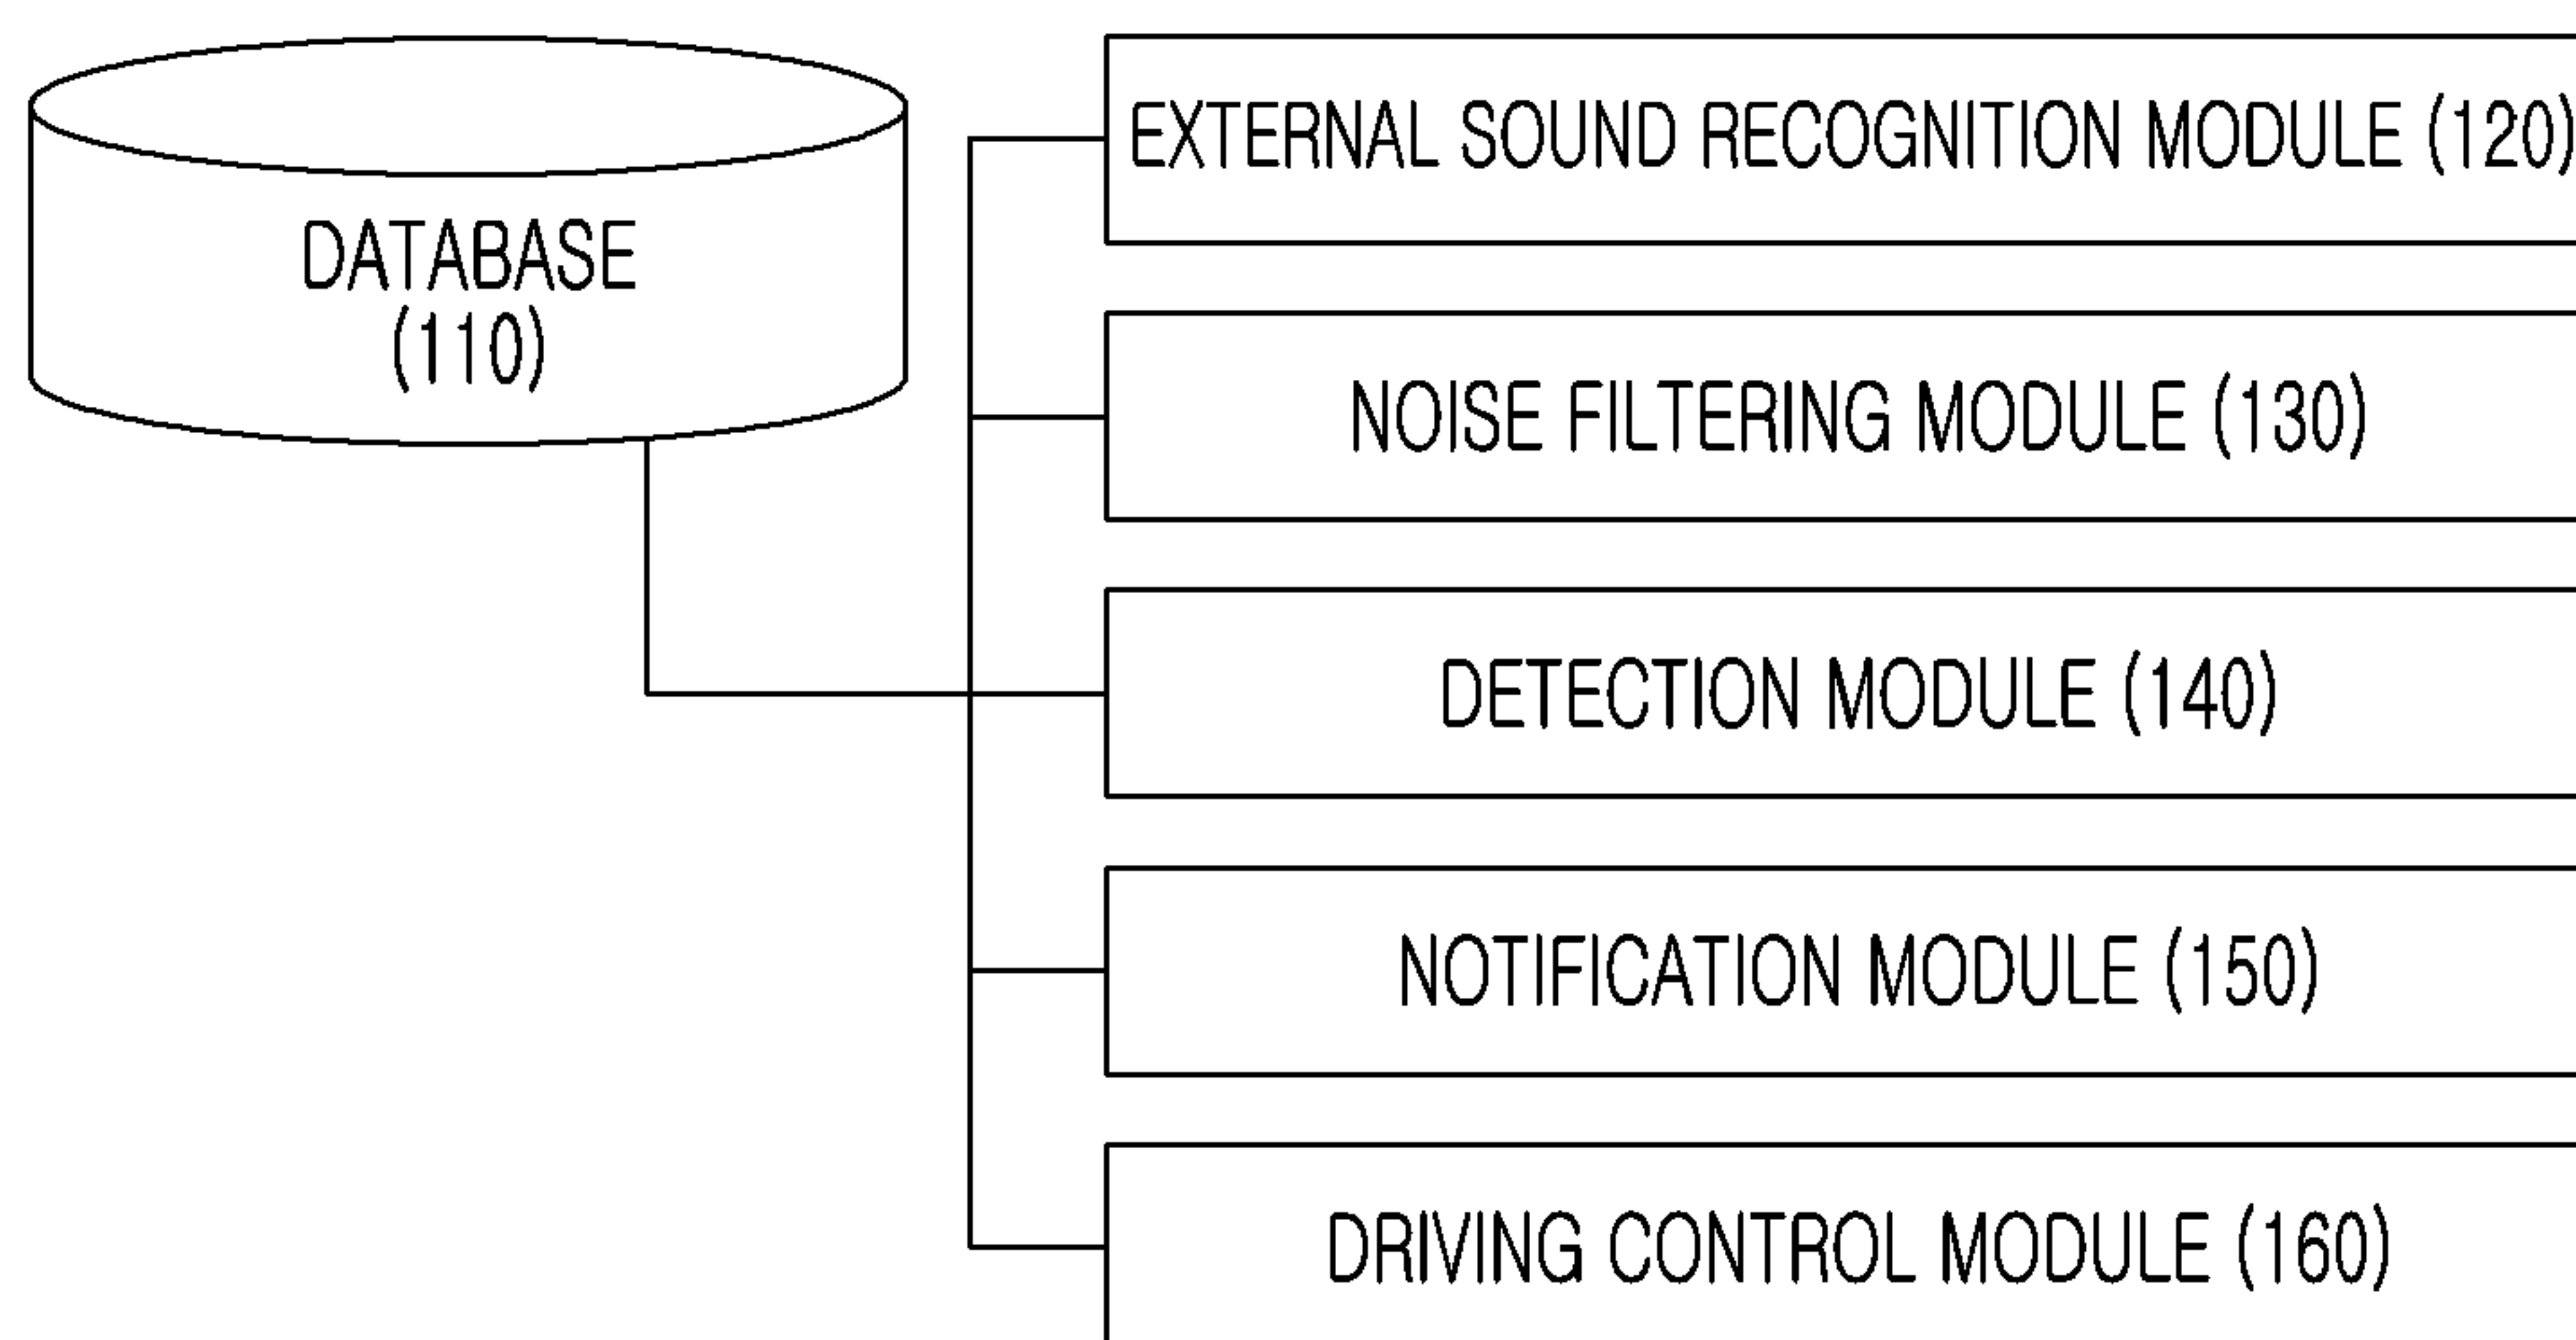 DATABASE
(110)
EXTERNAL SOUND RECOGNITION MODULE (120)
NOISE FILTERING MODULE (130)
DETECTION MODULE (140)
NOTIFICATION MODULE (150)
DRIVING CONTROL MODULE (160)